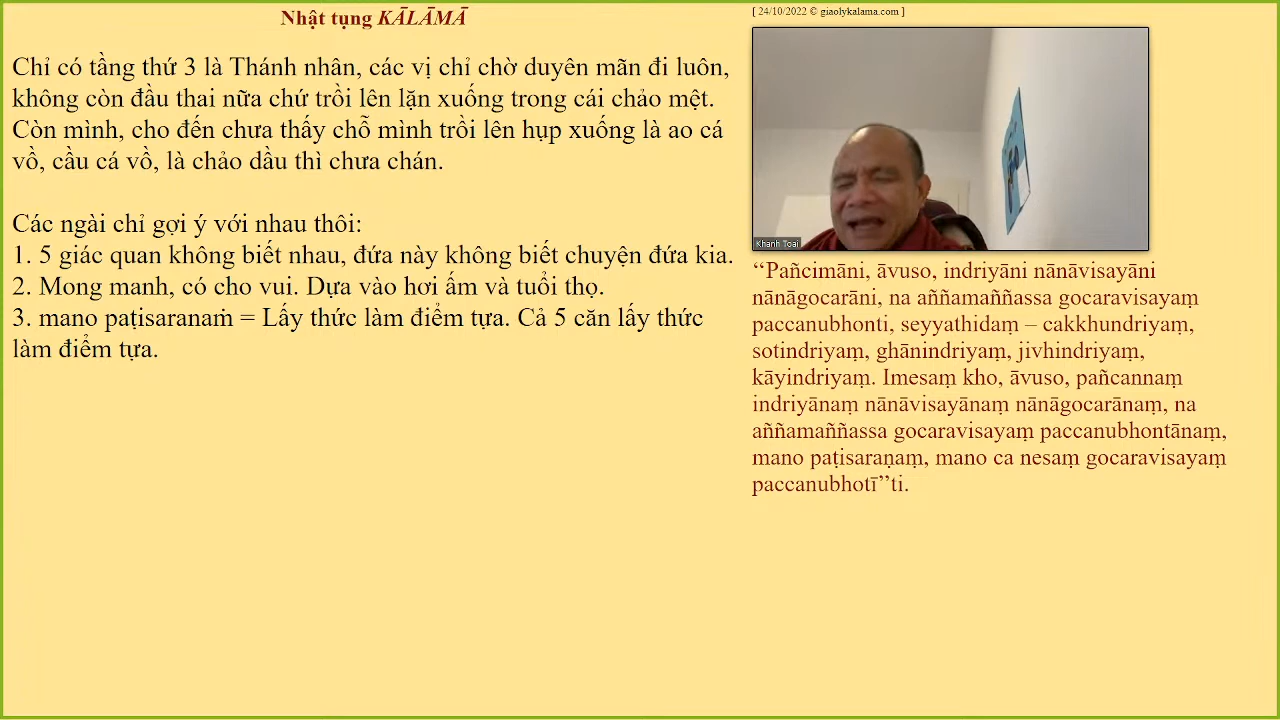 Nhật tụng KĀLĀMĀ
Chỉ có tầng thứ 3 là Thánh nhân, các vị chỉ chờ duyên mãn đi luôn,
không còn đầu thai nữa chứ trồi lên lặn xuống trong cái chảo mệt.
Còn mình, cho đến chưa thấy chỗ mình trồi lên hụp xuống là ao cá
vồ, cầu cá vồ, là chảo dầu thì chưa chán.
Các ngài chỉ gợi ý với nhau thôi:
1. 5 giác quan không biết nhau, đứa này không biết chuyện đứa kia.
2. Mong manh, có cho vui. Dựa vào hơi ấm và tuổi thọ.
3. mano paṭisaranaṁ = Lấy thức làm điểm tựa. Cả 5 căn lấy thức
làm điểm tựa.
[ 24/10/2022 © giaolykalama.com ]
Khanh Toai
“Pañcimāni, āvuso, indriyāni nānāvisayāni
nānāgocarāni, na aññamaññassa gocaravisayaṃ
paccanubhonti, seyyathidaṃ – cakkhundriyaṃ,
sotindriyaṃ, ghānindriyaṃ, jivhindriyaṃ,
kāyindriyaṃ. Imesaṃ kho, āvuso, pañcannaṃ
indriyānaṃ nānāvisayānaṃ nānāgocarānaṃ, na
aññamaññassa gocaravisayaṃ paccanubhontānaṃ,
mano paṭisaraṇaṃ, mano ca nesaṃ gocaravisayaṃ
paccanubhotī”ti.